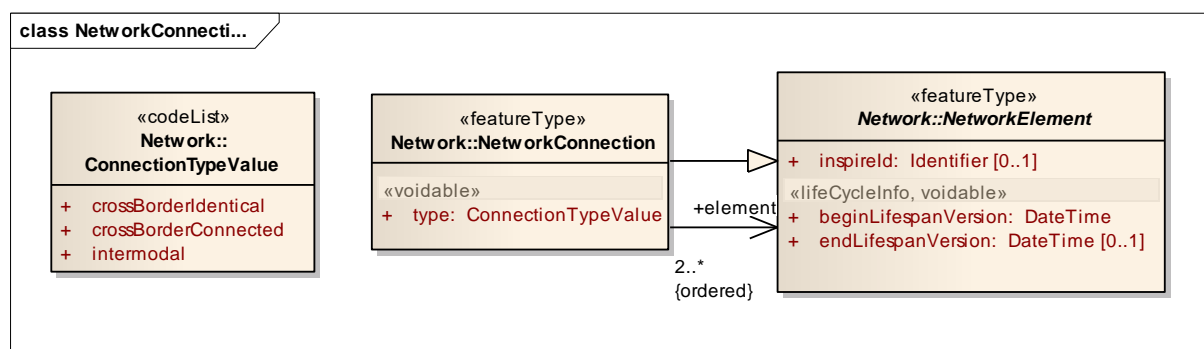 class NetworkConnecti...
«codeList»
Network::
ConnectionTypeValue
+ crossBorderIdentical
+ crossBorderConnected
+ intermodal
«featureType»
Network::NetworkConnection
«voidable»
+ type: ConnectionTypeValue
+element
2..*
{ordered}
«featureType»
Network::NetworkElement
+ inspireId: Identifier [0..1]
«lifeCycleInfo, voidable»
+ beginLifespanVersion: DateTime
+ endLifespanVersion: DateTime [0..1]